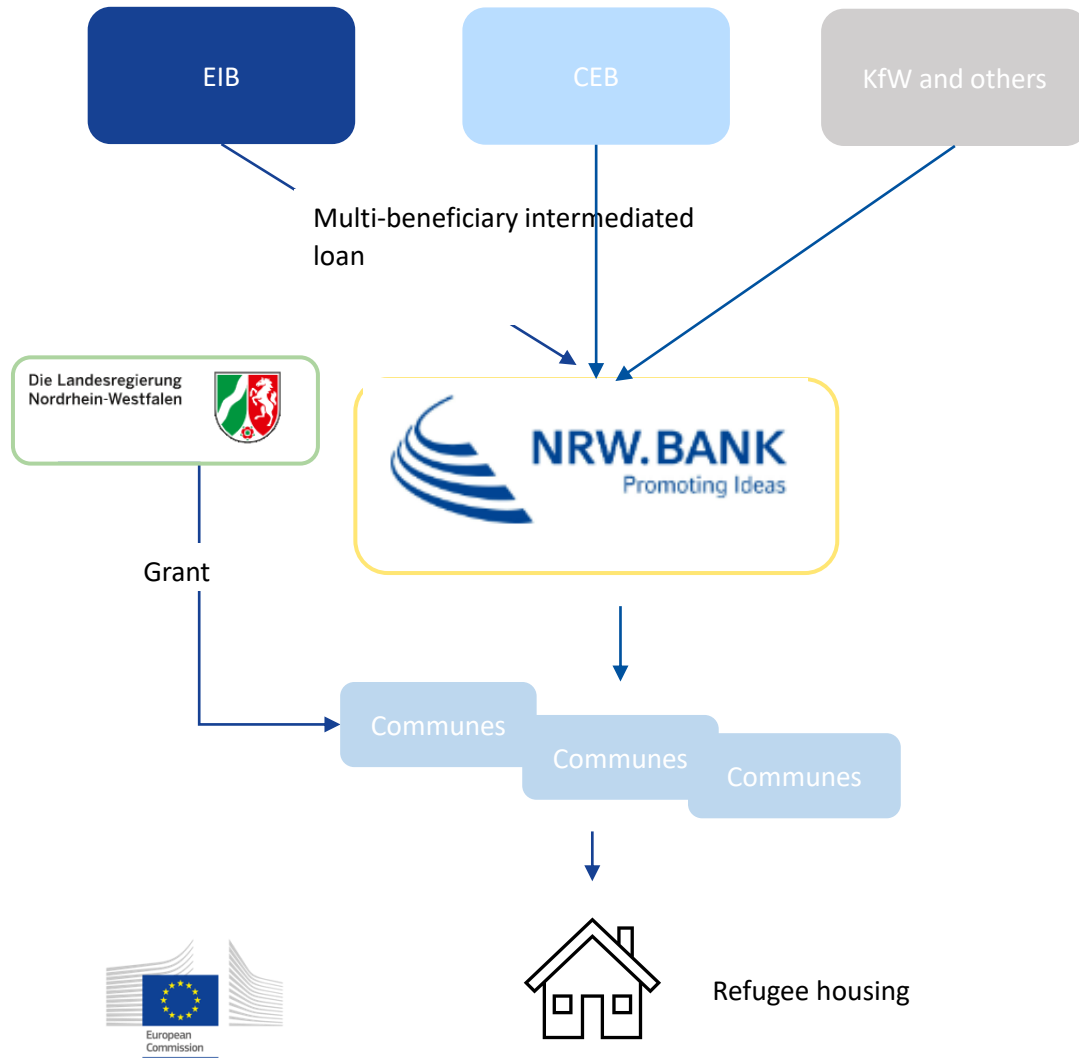 EIB
CEB
KfW and others
Multi-beneficiary intermediated
loan
Die Landesregierung
Nordrhein-Westfalen
NRW.BANK
Promoting Ideas
Grant
Communes
Communes
Communes
Refugee housing
European
Commission